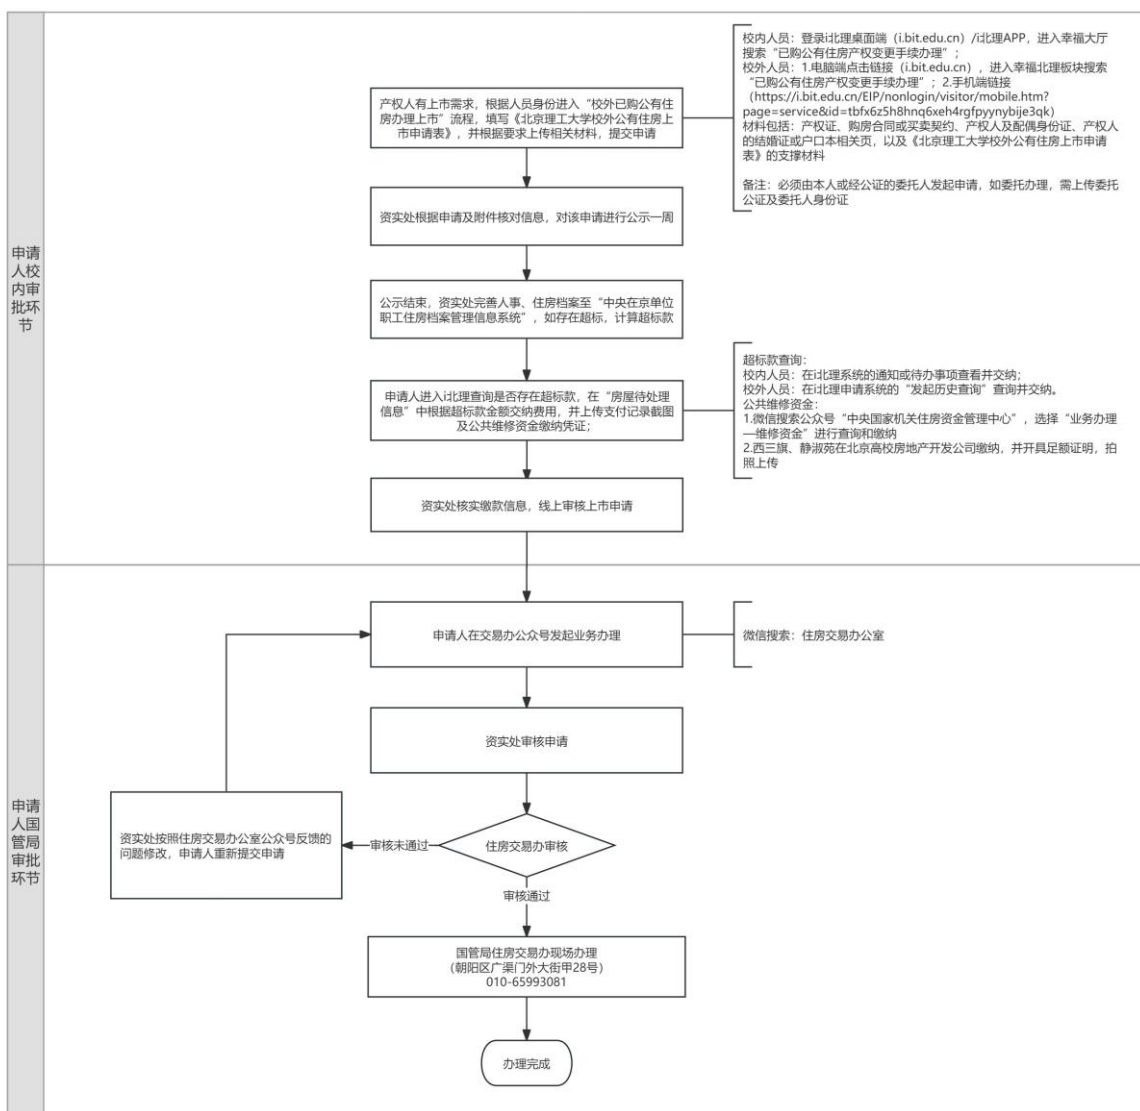 申请
人校
内审
批环
节
产权人有上市需求，根据人员身份进入“校外已购公有住
房办理上市”流程，填写《北京理工大学校外公有住房上
市申请表》，并根据要求上传相关材料，提交申请
校内人员：登录i北理桌面端（i.bit.edu.cn）/i北理APP，进入幸福大厅
搜索“已购公有住房产权变更手续办理”；
校外人员：1.电脑端点击链接（i.bit.edu.cn），进入幸福北理板块搜索
“已购公有住房产权变更手续办理”；2.手机端链接
（https://i.bit.edu.cn/EIP/nonlogin/visitor/mobile.htm?
page=service&id=tbfx6z5h8hnq6xeh4rgfpyynybije3qk）
材料包括：产权证、购房合同或买卖契约、产权人及配偶身份证、产权人
的结婚证或户口本相关页，以及《北京理工大学校外公有住房上市申请
表》的支撑材料
备注：必须由本人或经公证的委托人发起申请，如委托办理，需上传委托
公证及委托人身份证
资实处根据申请及附件核对信息，对该申请进行公示一周
公示结束，资实处完善人事、住房档案至“中央在京单位
职工住房档案管理信息系统”，如存在超标，计算超标款
申请人进入i北理查询是否存在超标款，在“房屋待处理
信息”中根据超标款金额交纳费用，并上传支付记录截图
及公共维修资金缴纳凭证；
超标款查询：
校内人员：在i北理系统的通知或待办事项查看并交纳；
校外人员：在i北理申请系统的“发起历史查询”查询并交纳。
公共维修资金：
1.微信搜索公众号“中央国家机关住房资金管理中心”，选择“业务办理
—维修资金”进行查询和缴纳
2.西三旗、静淑苑在北京高校房地产开发公司缴纳，并开具足额证明，拍
照上传
资实处核实缴款信息，线上审核上市申请
申请
人国
管局
审批
环节
申请人在交易办公众号发起业务办理
微信搜索：住房交易办公室
资实处审核申请
资实处按照住房交易办公室公众号反馈的
问题修改，申请人重新提交申请
审核未通过
住房交易办审核
审核通过
国管局住房交易办现场办理
（朝阳区广渠门外大街甲28号）
010-65993081
办理完成